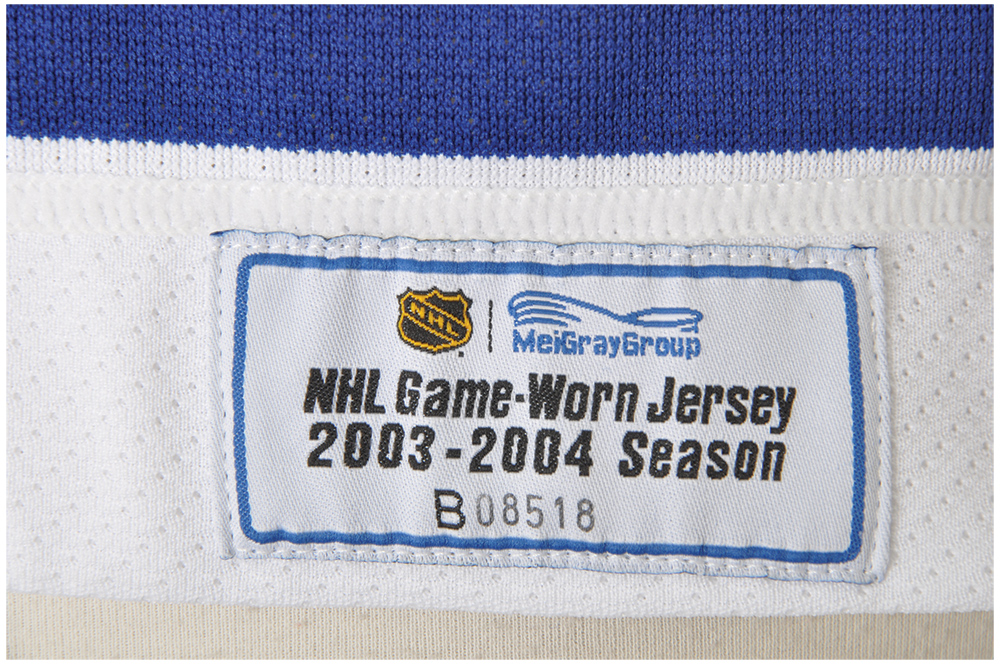 NHL
MeiGrayGroup
NHL Game-Worn Jersey
2003-2004 Season
B08518